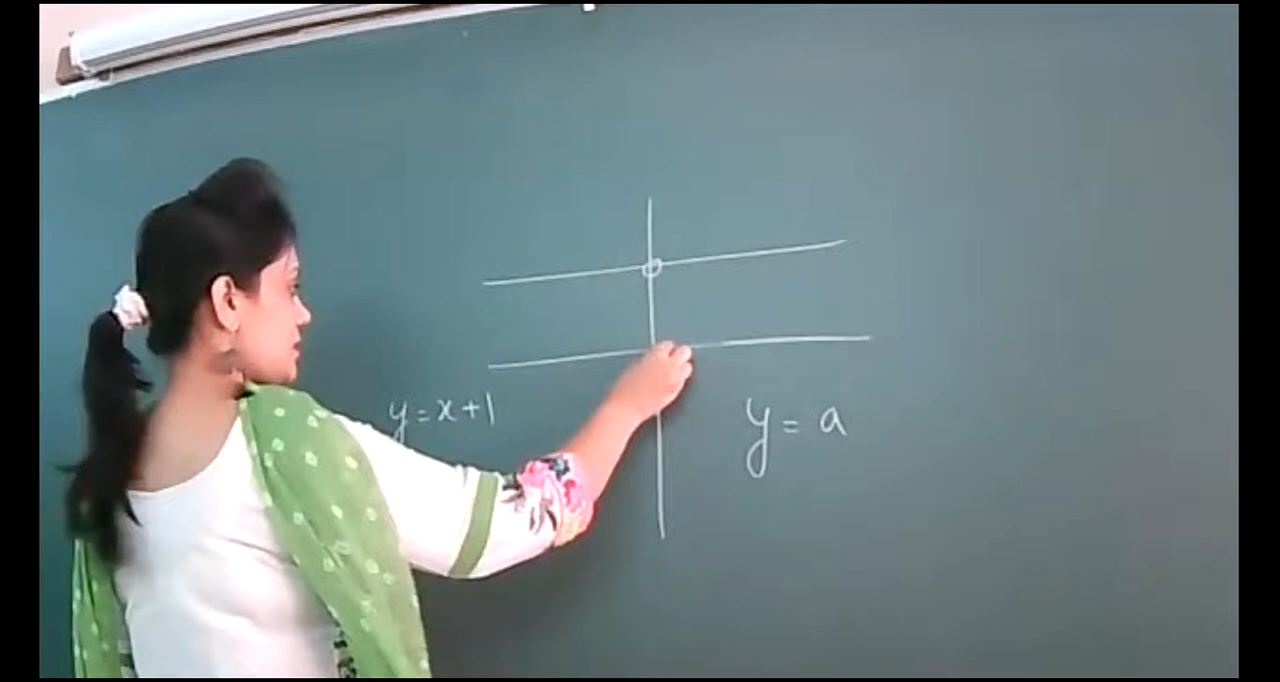 y = x + 1
y = a